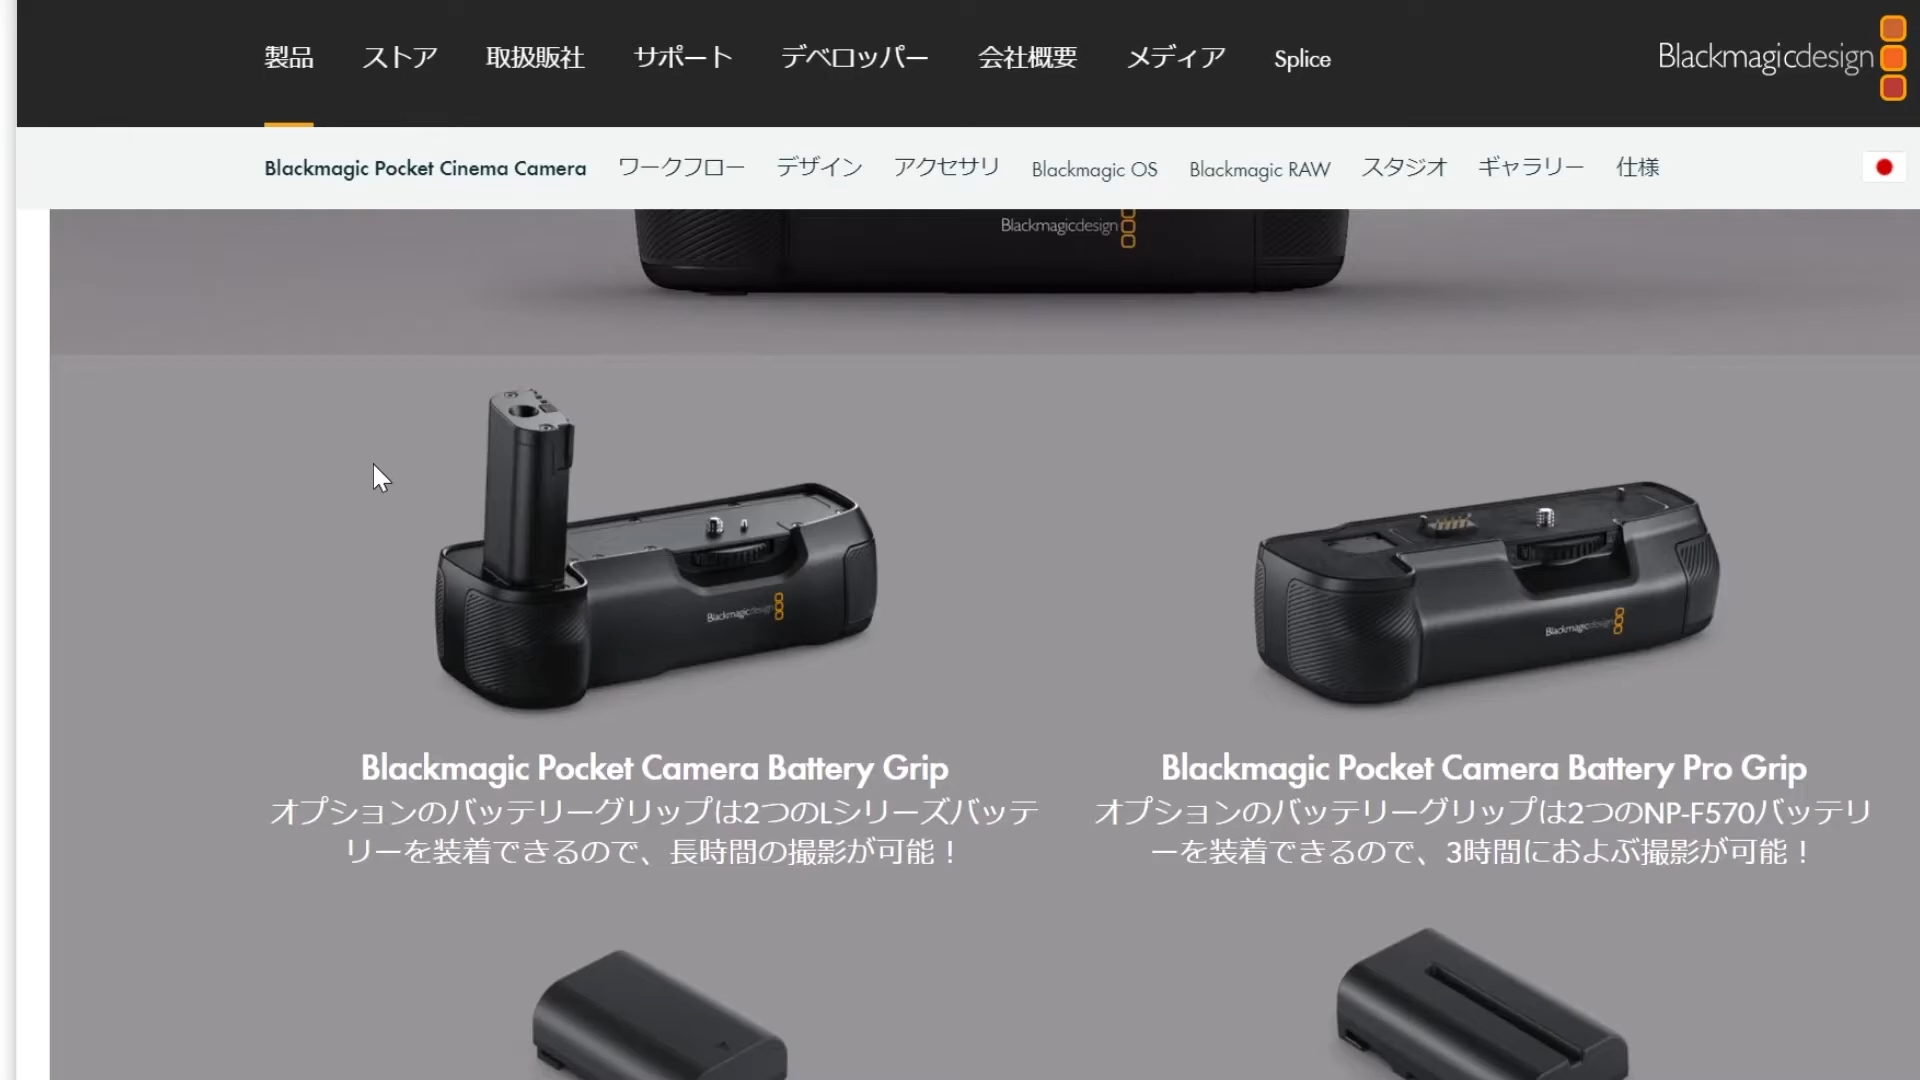 製品 ストア 取扱販社 サポート デベロッパー 会社概要 メディア Splice
Blackmagicdesign
Blackmagic Pocket Cinema Camera ワークフロー デザイン アクセサリ Blackmagic OS Blackmagic RAW スタジオ ギャラリー 仕様
Blackmagicdesign
Blackmagicdesign
Blackmagicdesign
Blackmagic Pocket Camera Battery Grip
オプションのバッテリーグリップは2つのLシリーズバッテ
リーを装着できるので、長時間の撮影が可能！
Blackmagic Pocket Camera Battery Pro Grip
オプションのバッテリーグリップは2つのNP-F570バッテリ
ーを装着できるので、3時間におよぶ撮影が可能！